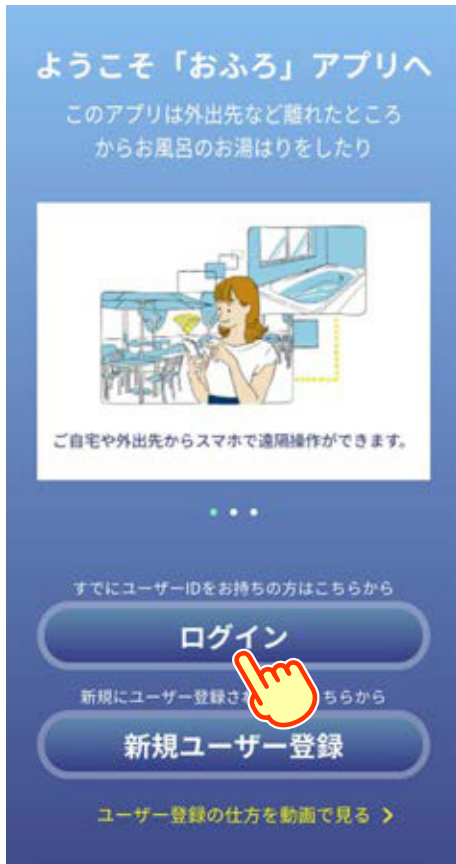 ようこそ「おふろ」アプリへ
このアプリは外出先など離れたところ
からお風呂のお湯はりをしたり
ご自宅や外出先からスマホで遠隔操作ができます。
すでにユーザーIDをお持ちの方はこちらから
ログイン
新規にユーザー登録さ ちらから
新規ユーザー登録
ユーザー登録の仕方を動画で見る >